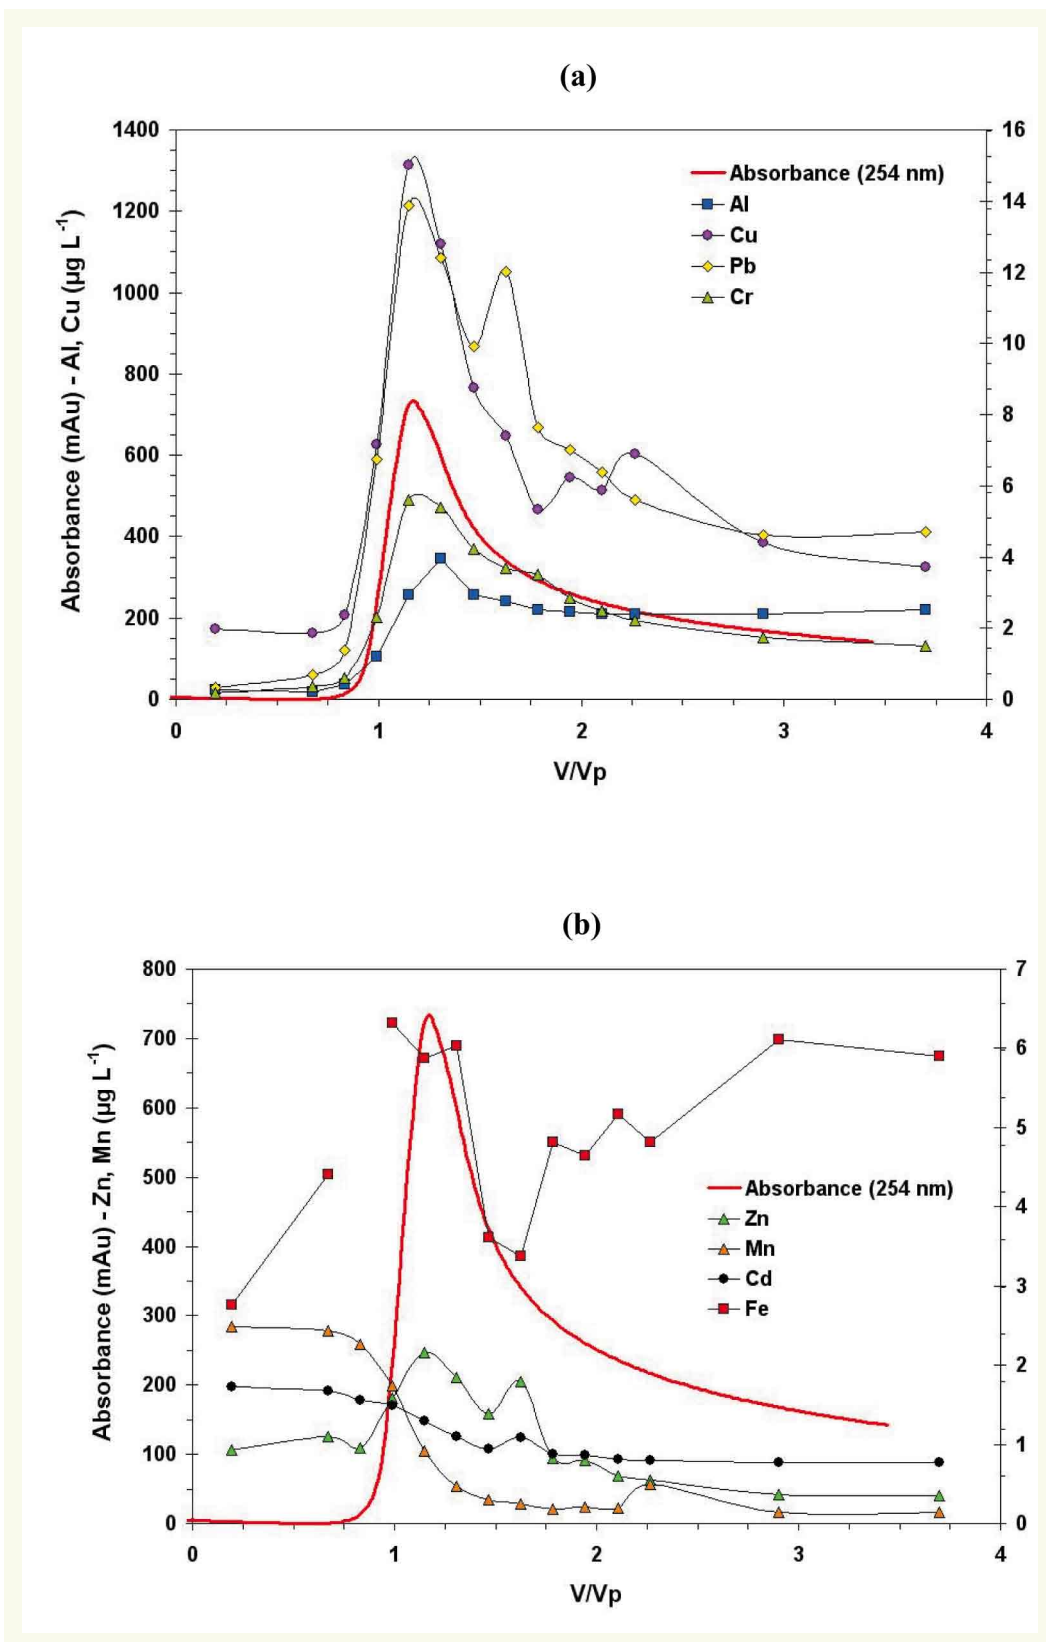 (a)
Absorbance (mAu) - Al, Cu (µg L⁻¹)
1400
1200
1000
800
600
400
200
0
16
14
12
10
8
6
4
2
0
Absorbance (254 nm)
Al
Cu
Pb
Cr
0 1 2 3 4
V/Vp
(b)
Absorbance (mAu) - Zn, Mn (µg L⁻¹)
800
700
600
500
400
300
200
100
0
7
6
5
4
3
2
1
0
Absorbance (254 nm)
Zn
Mn
Cd
Fe
0 1 2 3 4
V/Vp